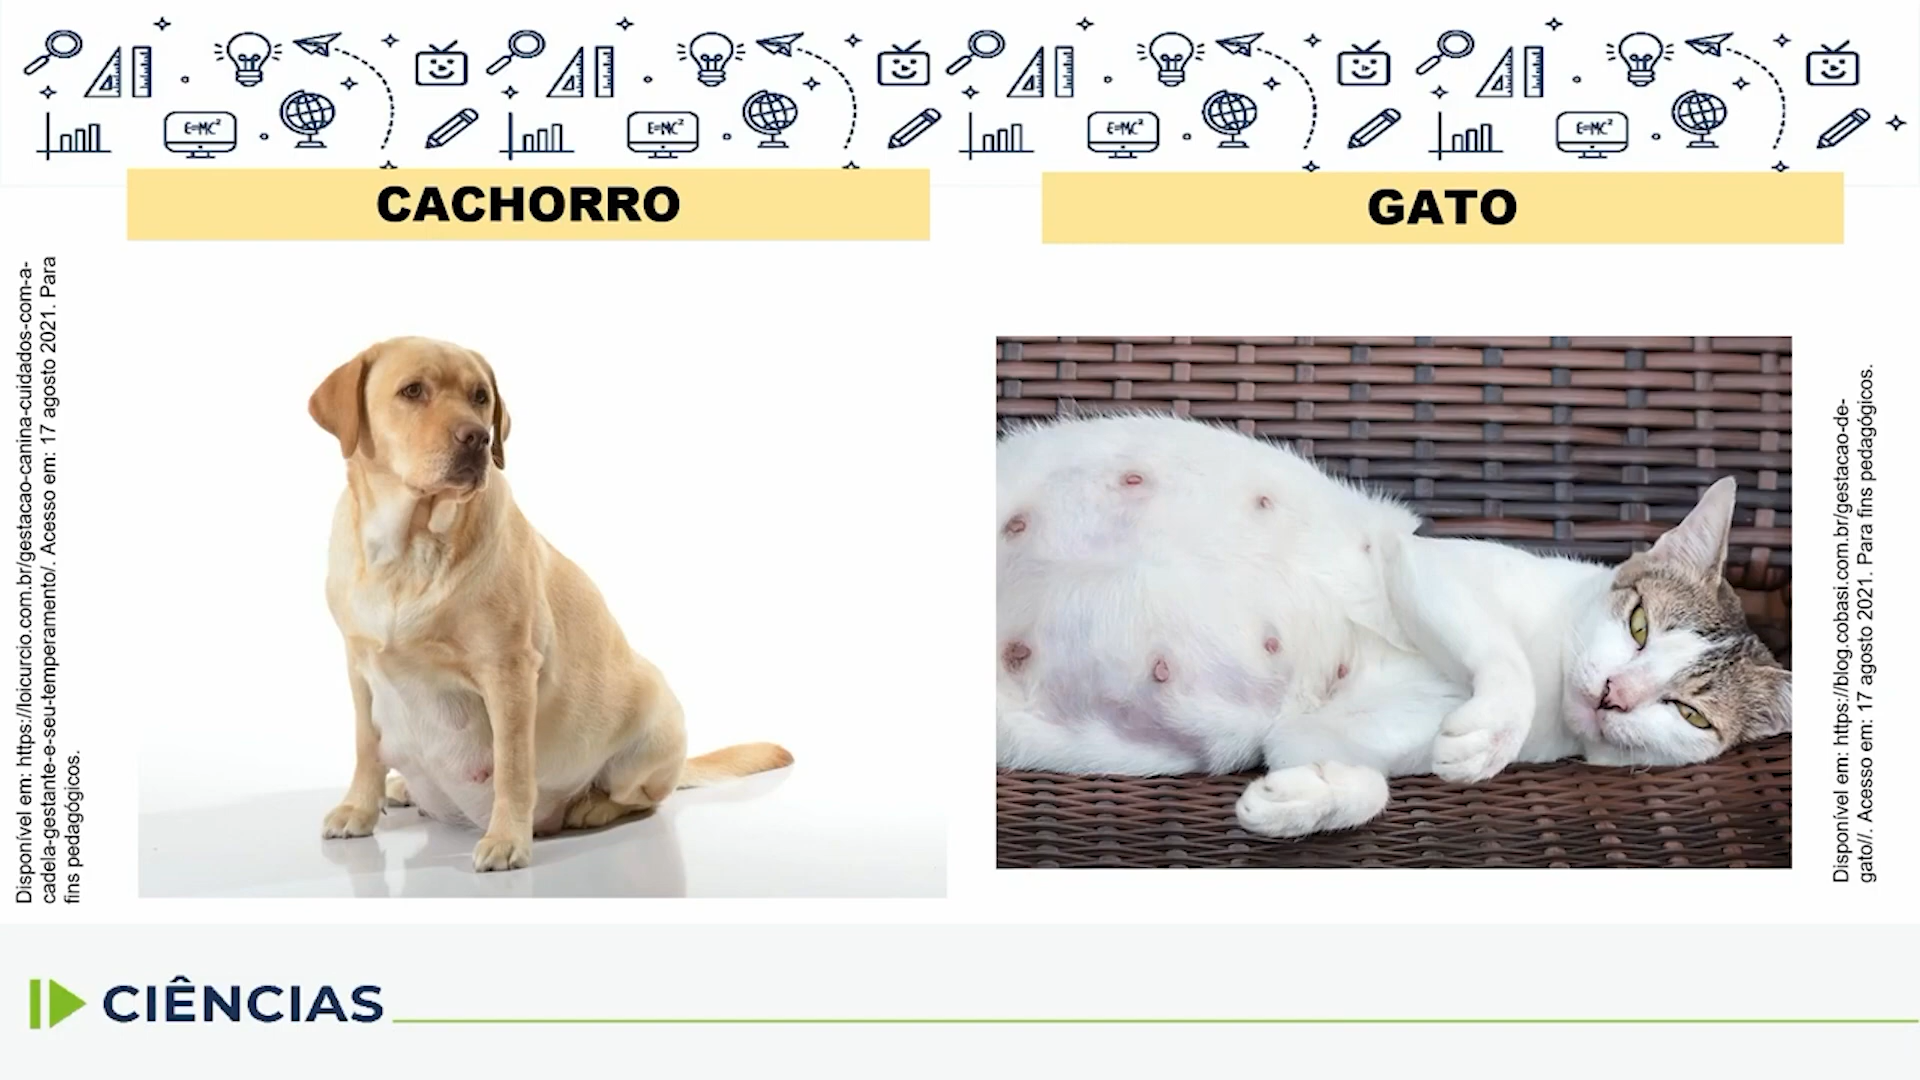 E=MC²
E=MC²
E=MC²
E=MC²
CACHORRO
GATO
Disponível em: https://loicurcio.com.br/gestacao-canina-cuidados-com-a-
cadela-gestante-e-seu-temperamento/. Acesso em: 17 agosto 2021. Para
fins pedagógicos.
Disponível em: https://blog.cobasi.com.br/gestacao-de-
gato//. Acesso em: 17 agosto 2021. Para fins pedagógicos.
CIÊNCIAS